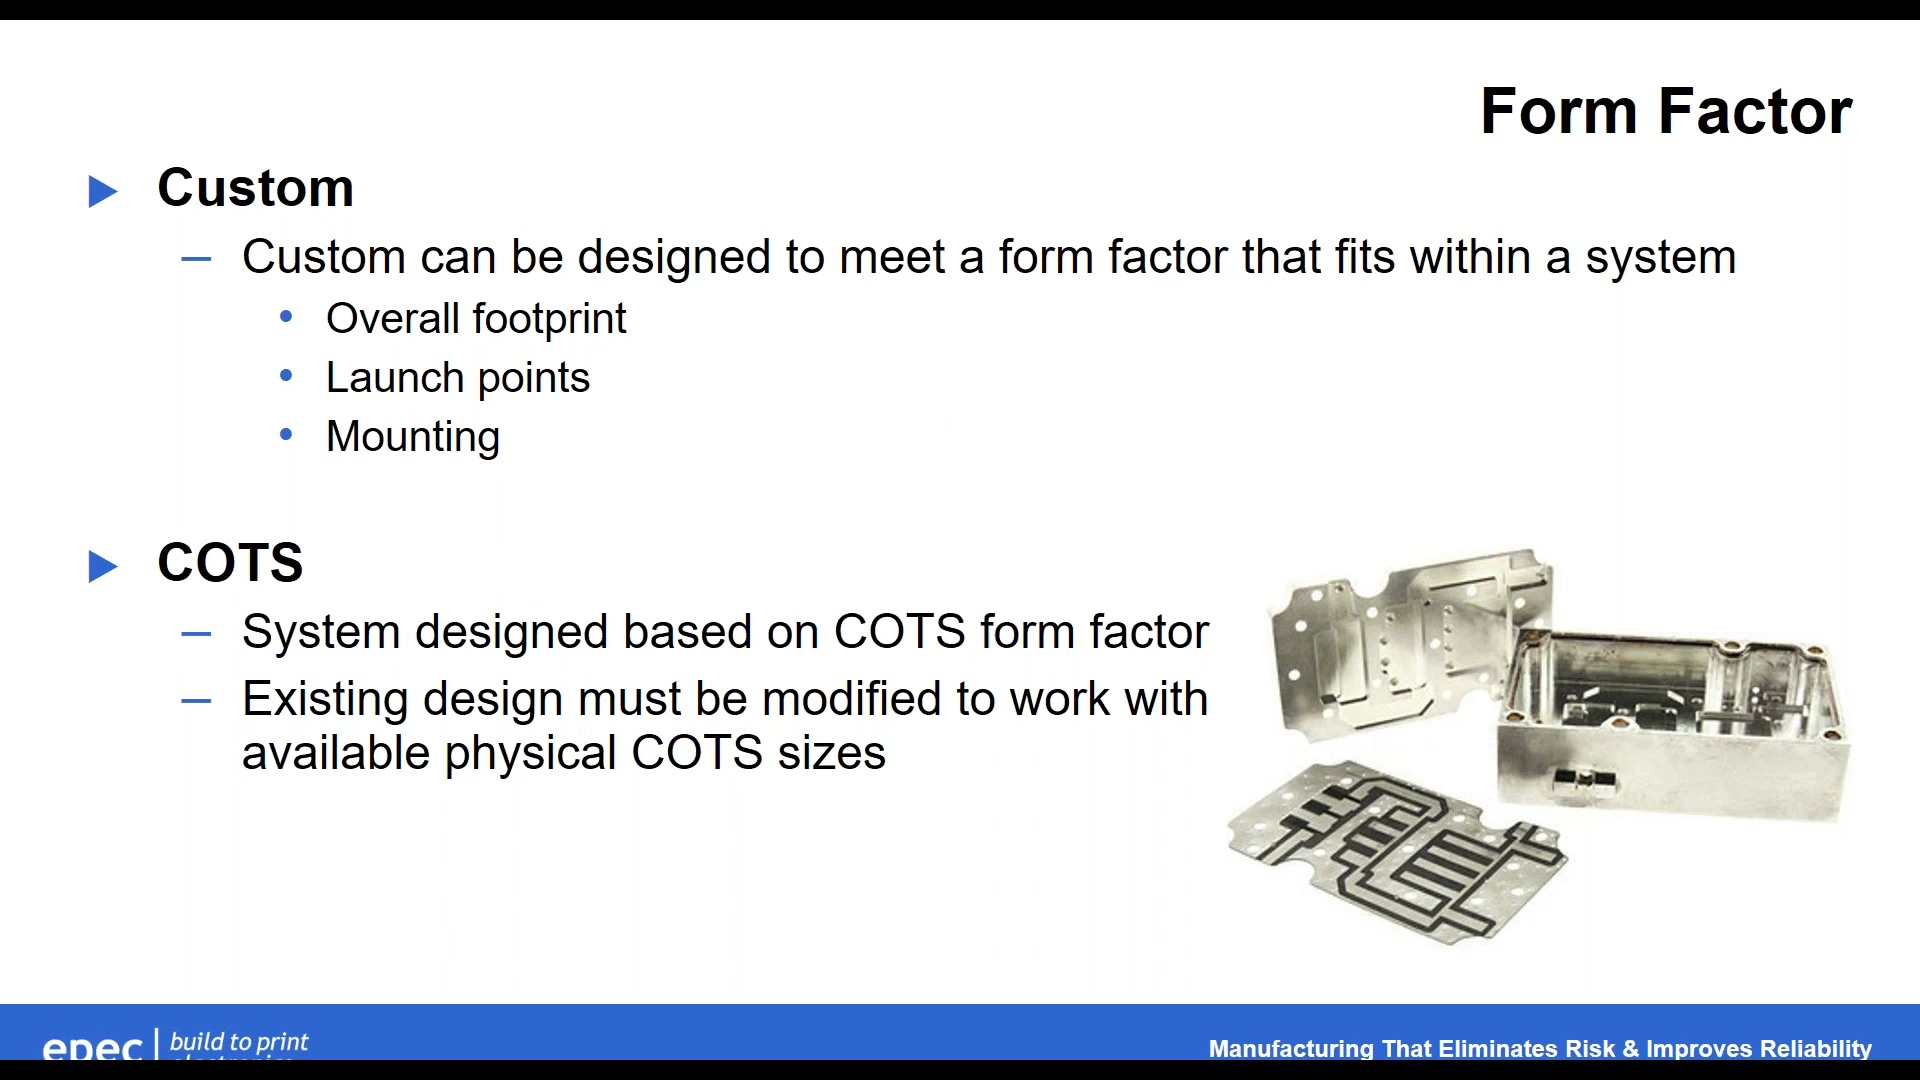 Form Factor
Custom
Custom can be designed to meet a form factor that fits within a system
Overall footprint
Launch points
Mounting
COTS
System designed based on COTS form factor
Existing design must be modified to work with
available physical COTS sizes
epec build to print
Manufacturing That Eliminates Risk & Improves Reliability